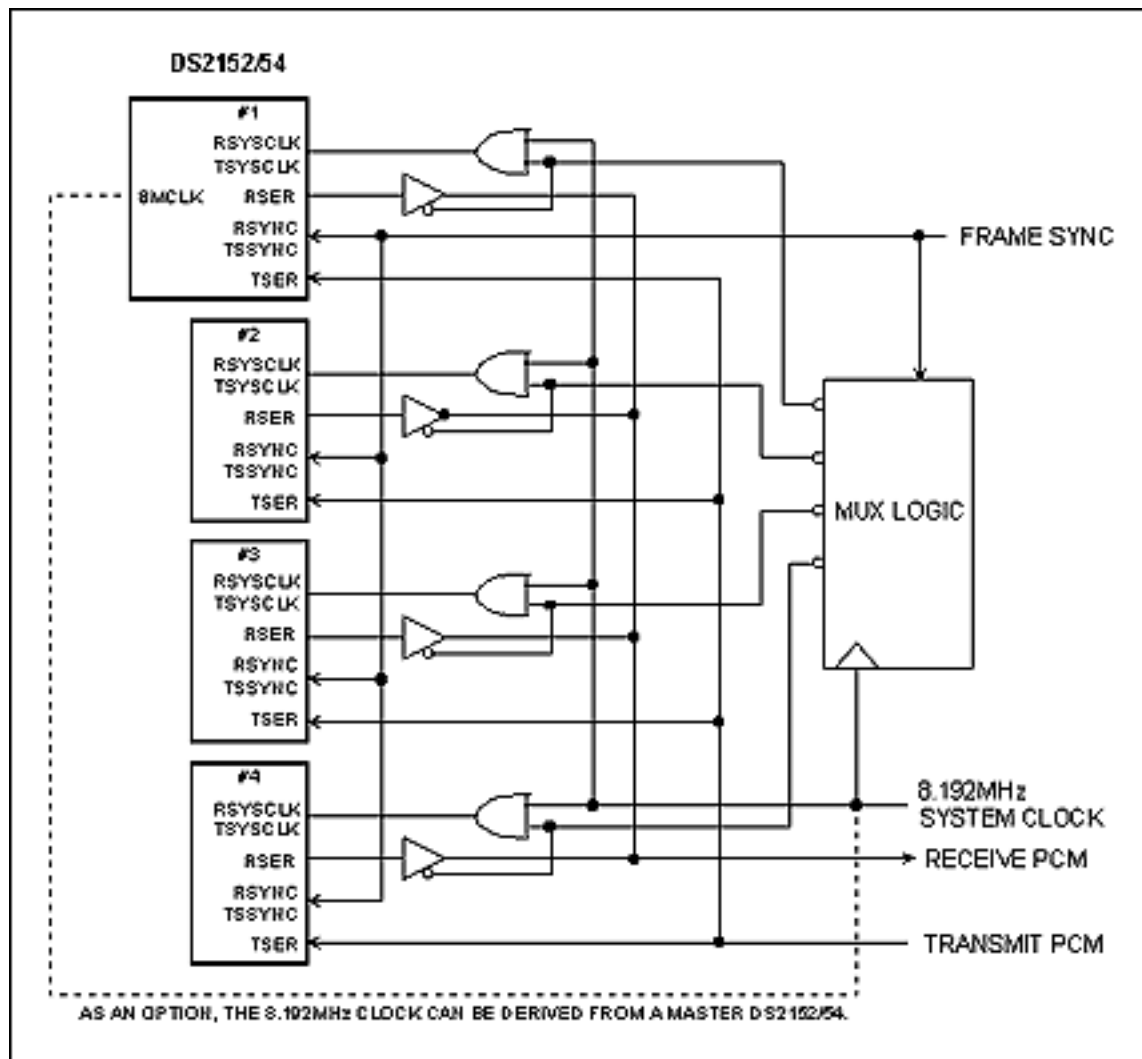 DS2152/54
#1
RSYSCLK
TSYSCLK
8MCLK
RSER
RSYNC
TSSYNC
TSER
FRAME SYNC
#2
RSYSCLK
TSYSCLK
RSER
RSYNC
TSSYNC
TSER
MUX LOGIC
#3
RSYSCLK
TSYSCLK
RSER
RSYNC
TSSYNC
TSER
#4
RSYSCLK
TSYSCLK
RSER
RSYNC
TSSYNC
TSER
8.192MHz
SYSTEM CLOCK
RECEIVE PCM
TRANSMIT PCM
AS AN OPTION, THE 8.192MHz CLOCK CAN BE DERIVED FROM A MASTER DS2152/54.